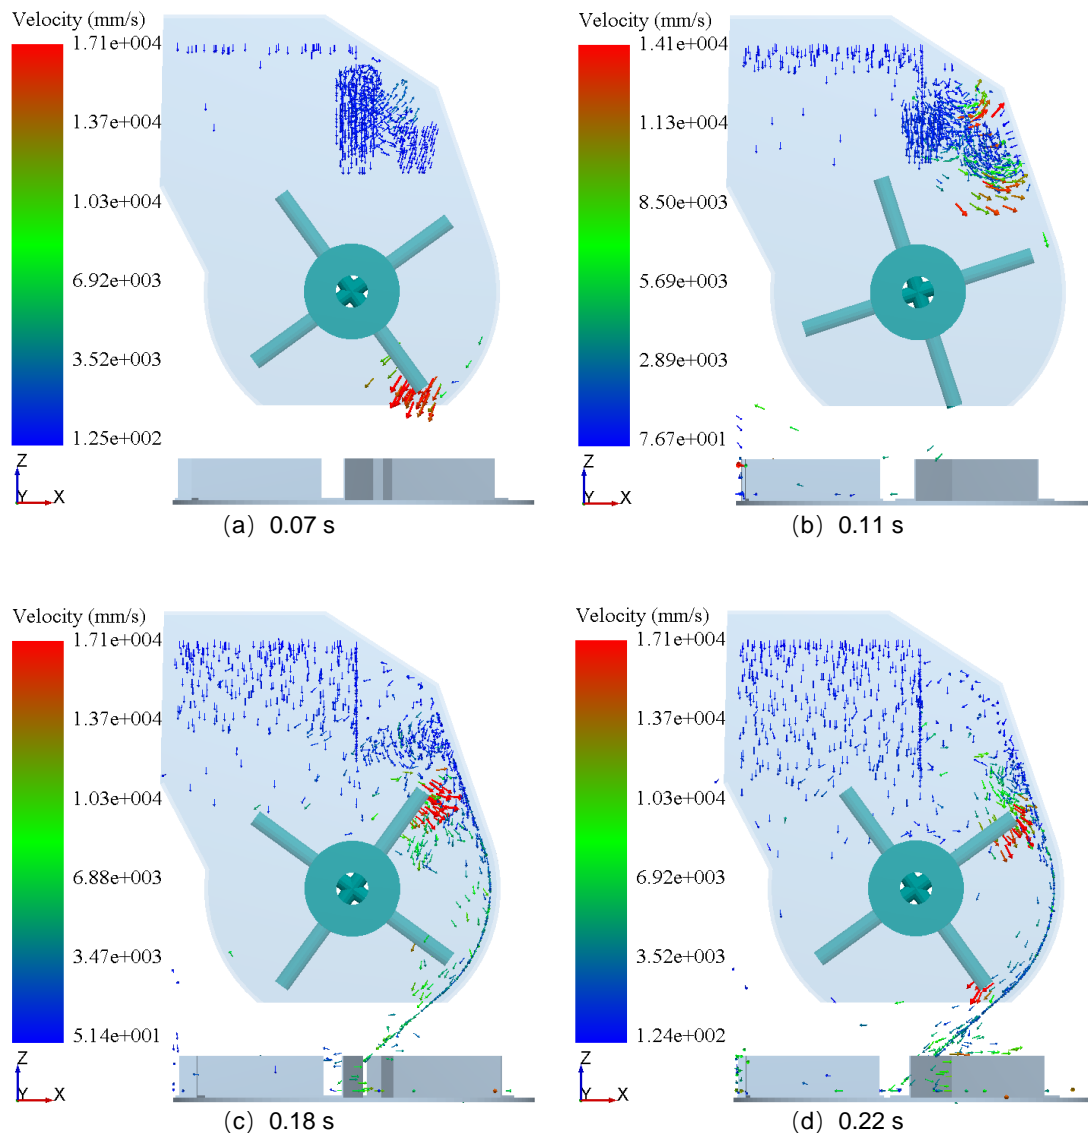 Velocity (mm/s)
1.71e+004
1.37e+004
1.03e+004
6.92e+003
3.52e+003
1.25e+002
Z
Y
X
(a) 0.07 s
Velocity (mm/s)
1.41e+004
1.13e+004
8.50e+003
5.69e+003
2.89e+003
7.67e+001
Z
Y
X
(b) 0.11 s
Velocity (mm/s)
1.71e+004
1.37e+004
1.03e+004
6.88e+003
3.47e+003
5.14e+001
Z
Y
X
(c) 0.18 s
Velocity (mm/s)
1.71e+004
1.37e+004
1.03e+004
6.92e+003
3.52e+003
1.24e+002
Z
Y
X
(d) 0.22 s